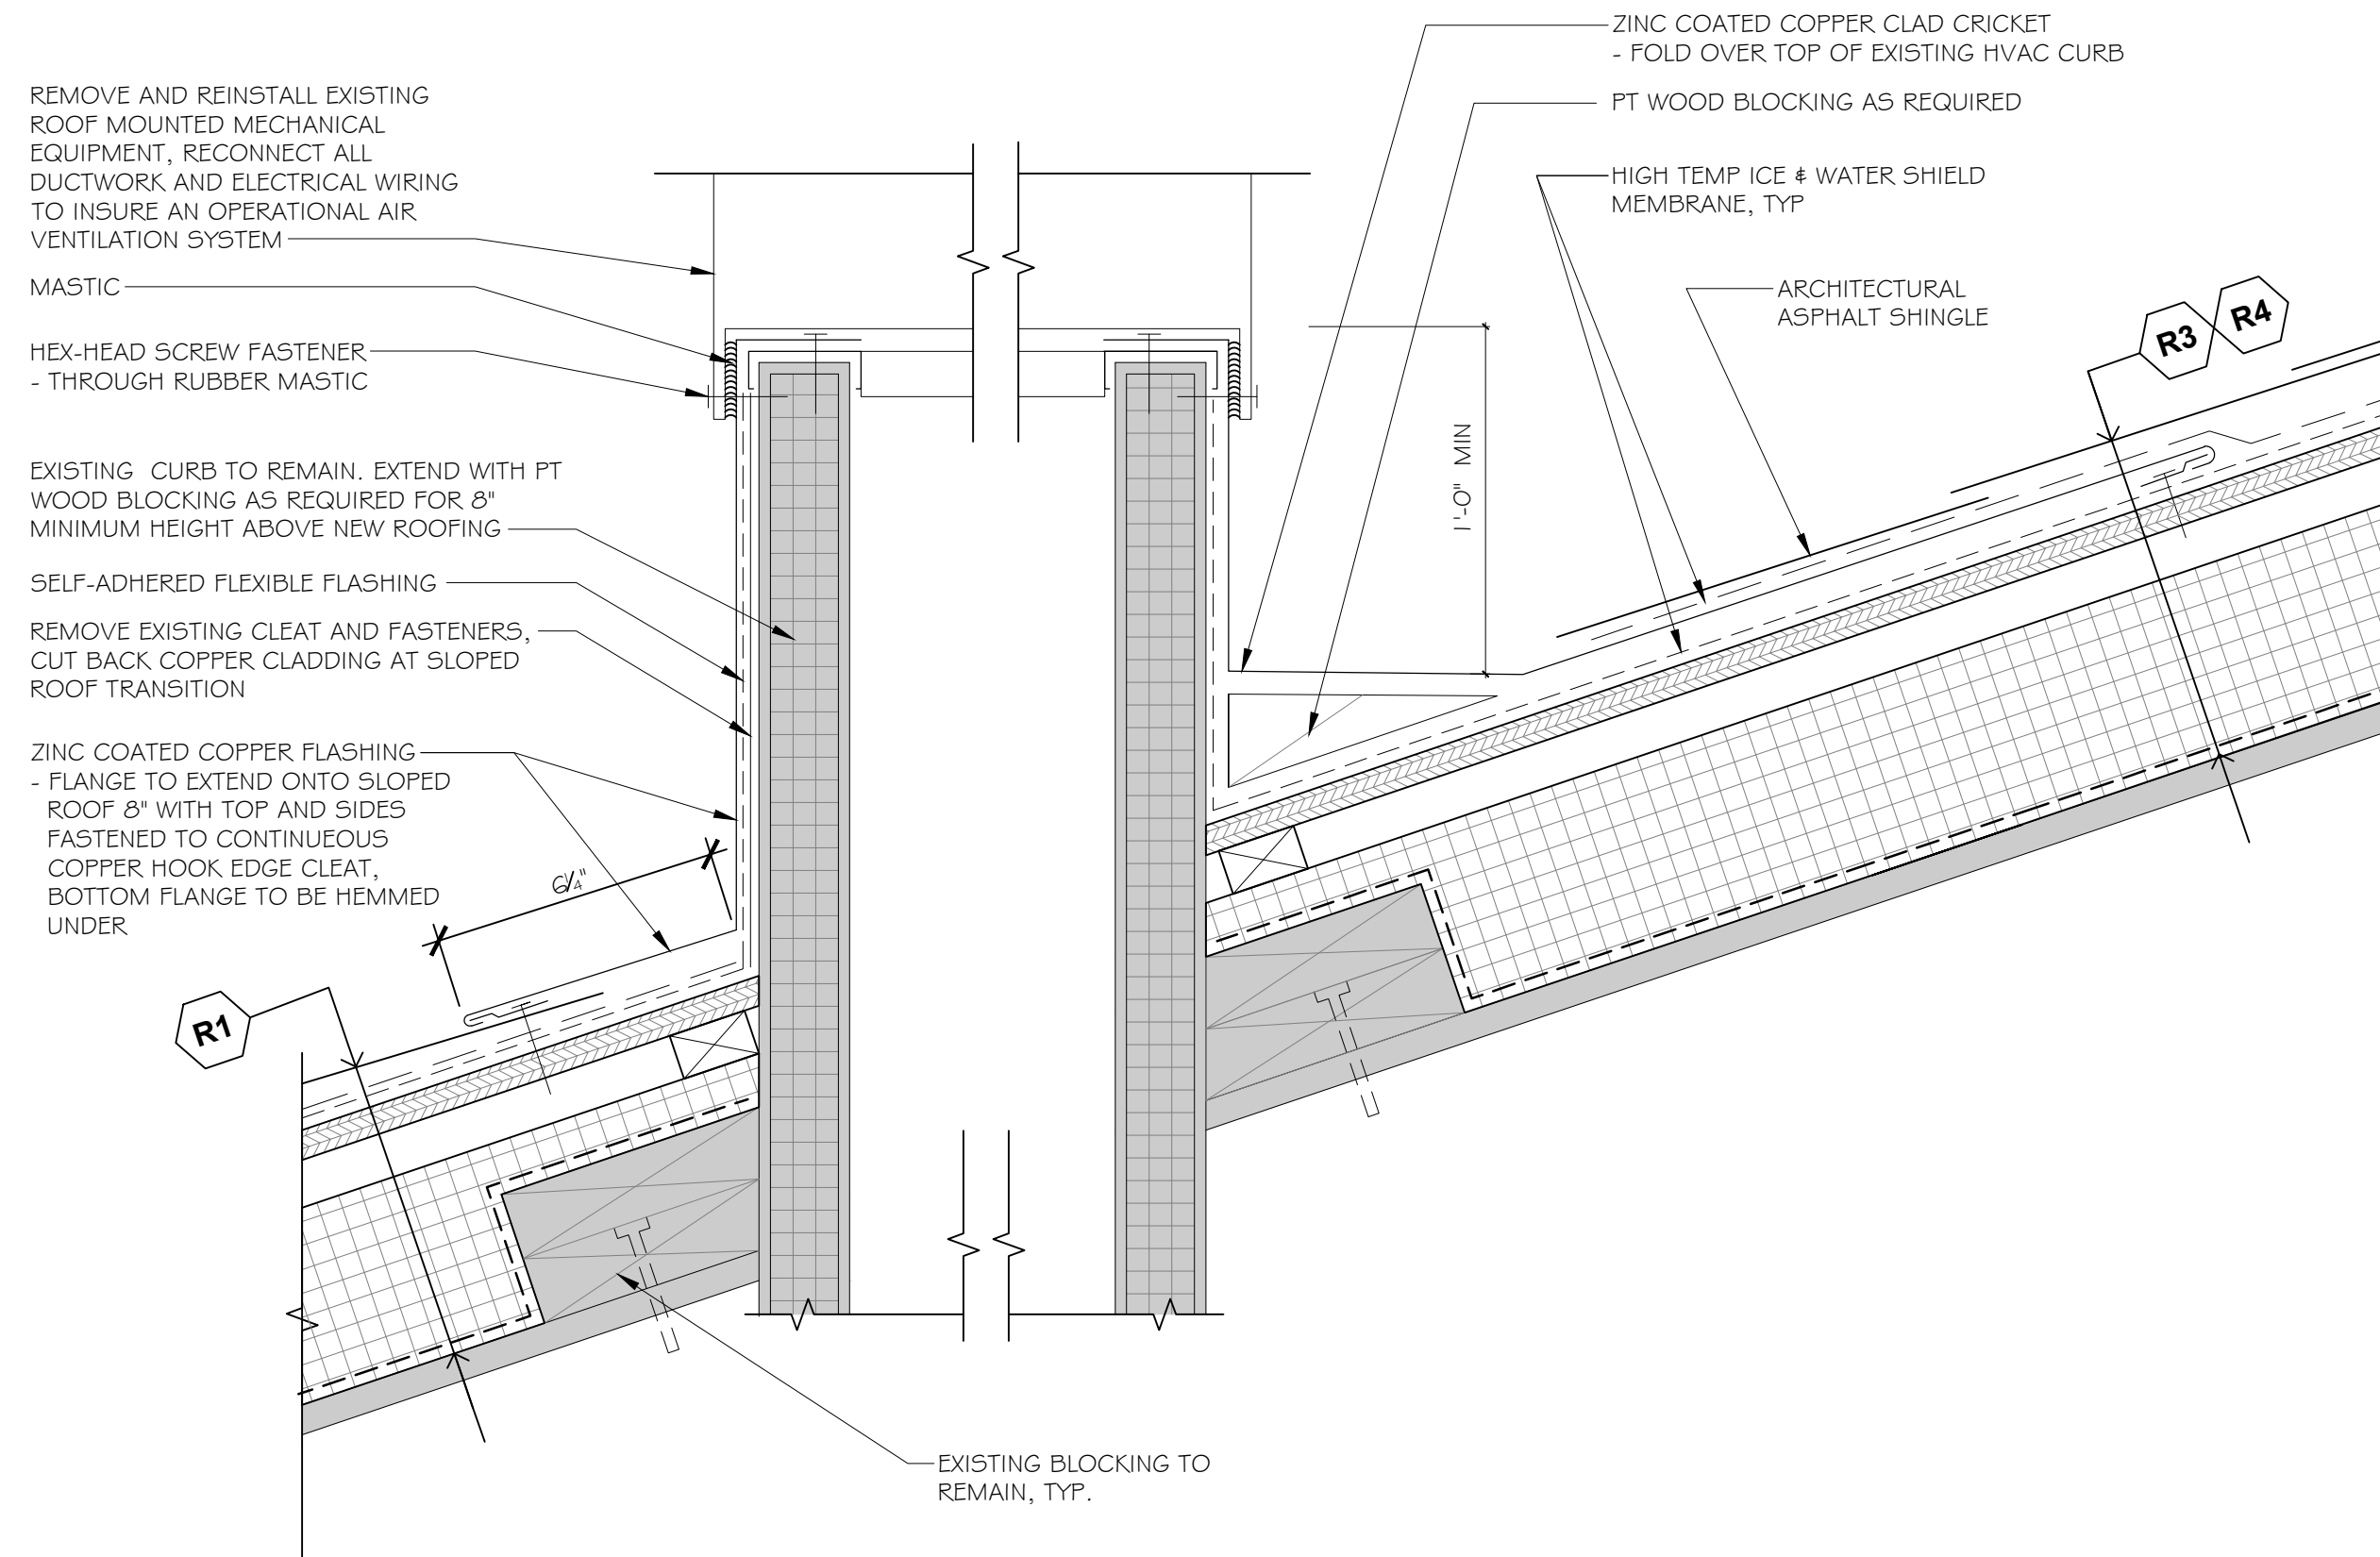 REMOVE AND REINSTALL EXISTING
ROOF MOUNTED MECHANICAL
EQUIPMENT, RECONNECT ALL
DUCTWORK AND ELECTRICAL WIRING
TO INSURE AN OPERATIONAL AIR
VENTILATION SYSTEM
MASTIC
HEX-HEAD SCREW FASTENER
- THROUGH RUBBER MASTIC
EXISTING CURB TO REMAIN. EXTEND WITH PT
WOOD BLOCKING AS REQUIRED FOR 8"
MINIMUM HEIGHT ABOVE NEW ROOFING
SELF-ADHERED FLEXIBLE FLASHING
REMOVE EXISTING CLEAT AND FASTENERS,
CUT BACK COPPER CLADDING AT SLOPED
ROOF TRANSITION
ZINC COATED COPPER FLASHING
- FLANGE TO EXTEND ONTO SLOPED
ROOF 8" WITH TOP AND SIDES
FASTENED TO CONTINUEOUS
COPPER HOOK EDGE CLEAT,
BOTTOM FLANGE TO BE HEMMED
UNDER
6¼"
R1
ZINC COATED COPPER CLAD CRICKET
- FOLD OVER TOP OF EXISTING HVAC CURB
PT WOOD BLOCKING AS REQUIRED
HIGH TEMP ICE & WATER SHIELD
MEMBRANE, TYP
ARCHITECTURAL
ASPHALT SHINGLE
R3
R4
1'-0" MIN
EXISTING BLOCKING TO
REMAIN, TYP.